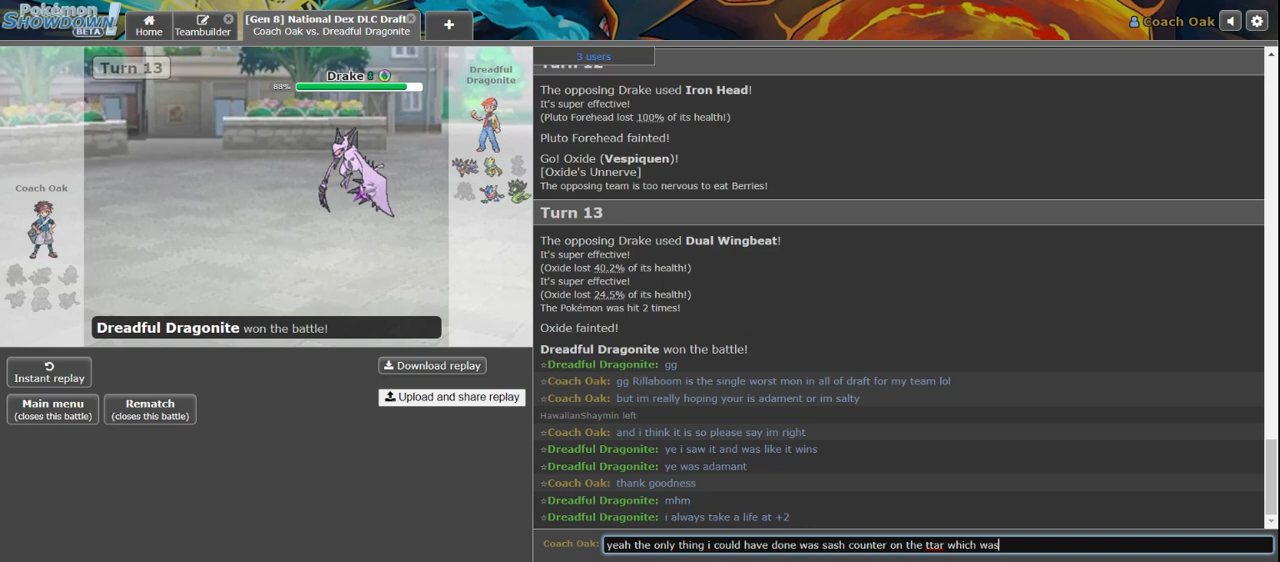 Pokémon
SHOWDOWN!
BETA
Home
Teambuilder
[Gen 8] National Dex DLC Draft
Coach Oak vs. Dreadful Dragonite
+
Coach Oak
Turn 13
Drake
88%
Dreadful
Dragonite
Coach Oak
Dreadful Dragonite won the battle!
Instant replay
Download replay
Upload and share replay
Main menu
(closes this battle)
Rematch
(closes this battle)
3 users
Turn 12
The opposing Drake used Iron Head!
It's super effective!
(Pluto Forehead lost 100% of its health!)
Pluto Forehead fainted!
Go! Oxide (Vespiquen)!
[Oxide's Unnerve]
The opposing team is too nervous to eat Berries!
Turn 13
The opposing Drake used Dual Wingbeat!
It's super effective!
(Oxide lost 40.2% of its health!)
It's super effective!
(Oxide lost 24.5% of its health!)
The Pokémon was hit 2 times!
Oxide fainted!
Dreadful Dragonite won the battle!
☆Dreadful Dragonite: gg
☆Coach Oak: gg Rillaboom is the single worst mon in all of draft for my team lol
☆Coach Oak: but im really hoping your is adament or im salty
HawaiianShaymin left
☆Coach Oak: and i think it is so please say im right
☆Dreadful Dragonite: ye i saw it and was like it wins
☆Dreadful Dragonite: ye was adamant
☆Coach Oak: thank goodness
☆Dreadful Dragonite: mhm
☆Dreadful Dragonite: i always take a life at +2
Coach Oak: yeah the only thing i could have done was sash counter on the ttar which was